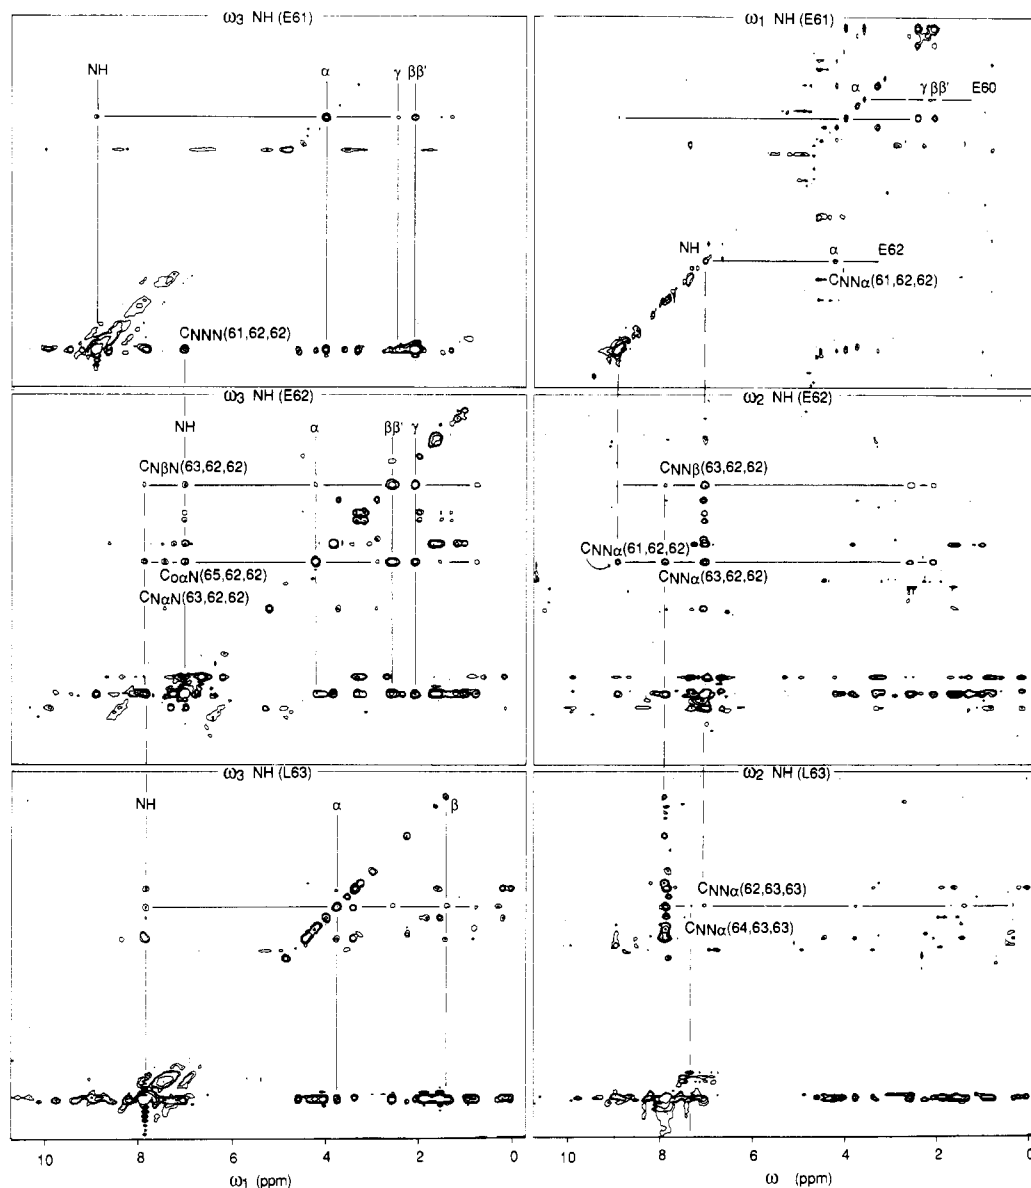 ω3 NH (E61)
NH α γ ββ'
CNNN(61,62,62)
ω1 NH (E61)
α γ ββ' E60
NH α E62
CNNα(61,62,62)
ω3 NH (E62)
NH α ββ' γ
CNβN(63,62,62)
CoαN(65,62,62)
CNαN(63,62,62)
ω2 NH (E62)
CNNβ(63,62,62)
CNNα(61,62,62)
CNNα(63,62,62)
ω3 NH (L63)
NH α β
ω2 NH (L63)
CNNα(62,63,63)
CNNα(64,63,63)
10 8 6 4 2 0
ω1 (ppm)
10 8 6 4 2 0
ω (ppm)